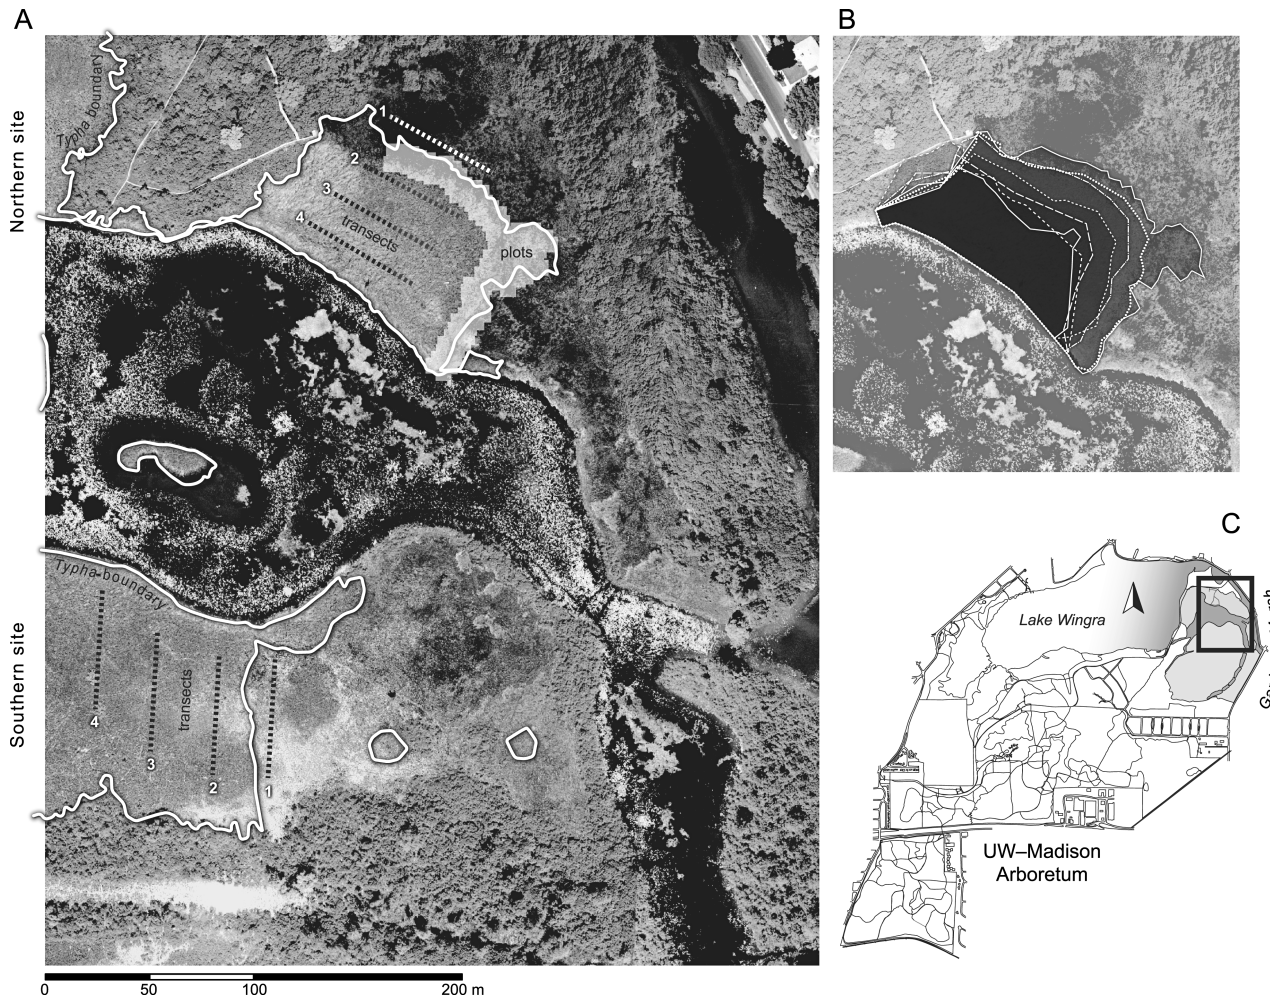 A
B
Northern site
Typha boundary
1
2
3
4
transects
plots
Typha boundary
Southern site
transects
4
3
2
1
0
50
100
200 m
C
Lake Wingra
UW–Madison
Arboretum